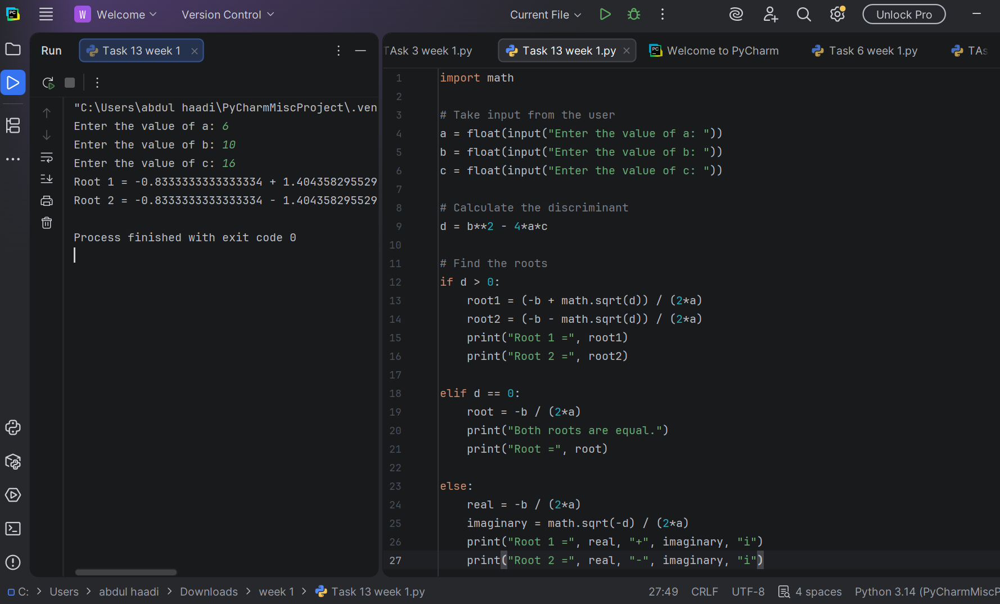 PC W Welcome Version Control Current File Unlock Pro
Run Task 13 week 1
"C:\Users\abdul haadi\PyCharmMiscProject\.ven
Enter the value of a: 6
Enter the value of b: 10
Enter the value of c: 16
Root 1 = -0.8333333333333334 + 1.404358295529
Root 2 = -0.8333333333333334 - 1.404358295529
Process finished with exit code 0
TAsk 3 week 1.py Task 13 week 1.py PC Welcome to PyCharm Task 6 week 1.py TAs
1 import math
2
3 # Take input from the user
4 a = float(input("Enter the value of a: "))
5 b = float(input("Enter the value of b: "))
6 c = float(input("Enter the value of c: "))
7
8 # Calculate the discriminant
9 d = b**2 - 4*a*c
10
11 # Find the roots
12 if d > 0:
13     root1 = (-b + math.sqrt(d)) / (2*a)
14     root2 = (-b - math.sqrt(d)) / (2*a)
15     print("Root 1 =", root1)
16     print("Root 2 =", root2)
17
18 elif d == 0:
19     root = -b / (2*a)
20     print("Both roots are equal.")
21     print("Root =", root)
22
23 else:
24     real = -b / (2*a)
25     imaginary = math.sqrt(-d) / (2*a)
26     print("Root 1 =", real, "+", imaginary, "i")
27     print("Root 2 =", real, "-", imaginary, "i")
C: > Users > abdul haadi > Downloads > week 1 > Task 13 week 1.py 27:49 CRLF UTF-8 4 spaces Python 3.14 (PyCharmMiscP